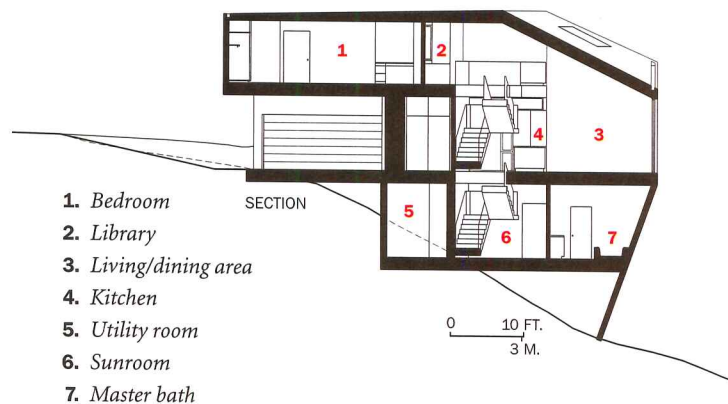 1
2
4
3
5
6
7
SECTION
1. Bedroom
2. Library
3. Living/dining area
4. Kitchen
5. Utility room
6. Sunroom
7. Master bath
0 10 FT.
3 M.